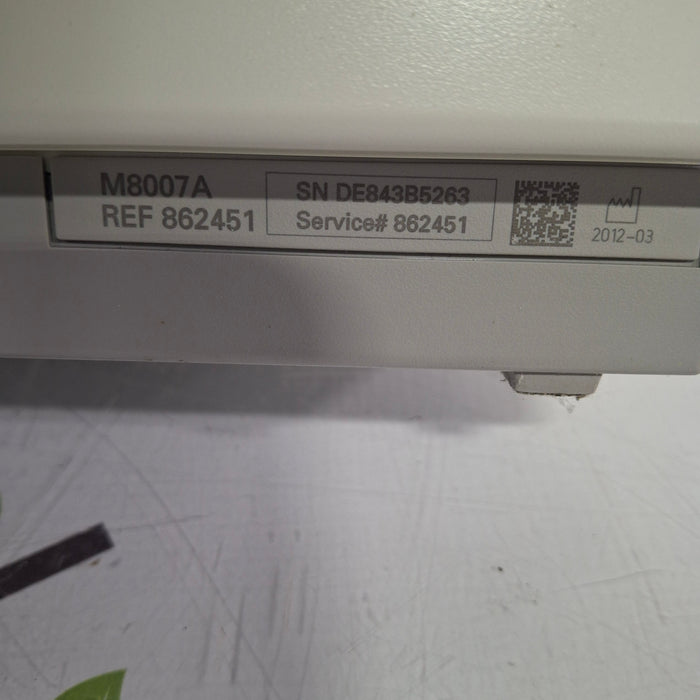 M8007A
REF 862451
SN DE843B5263
Service# 862451
2012-03